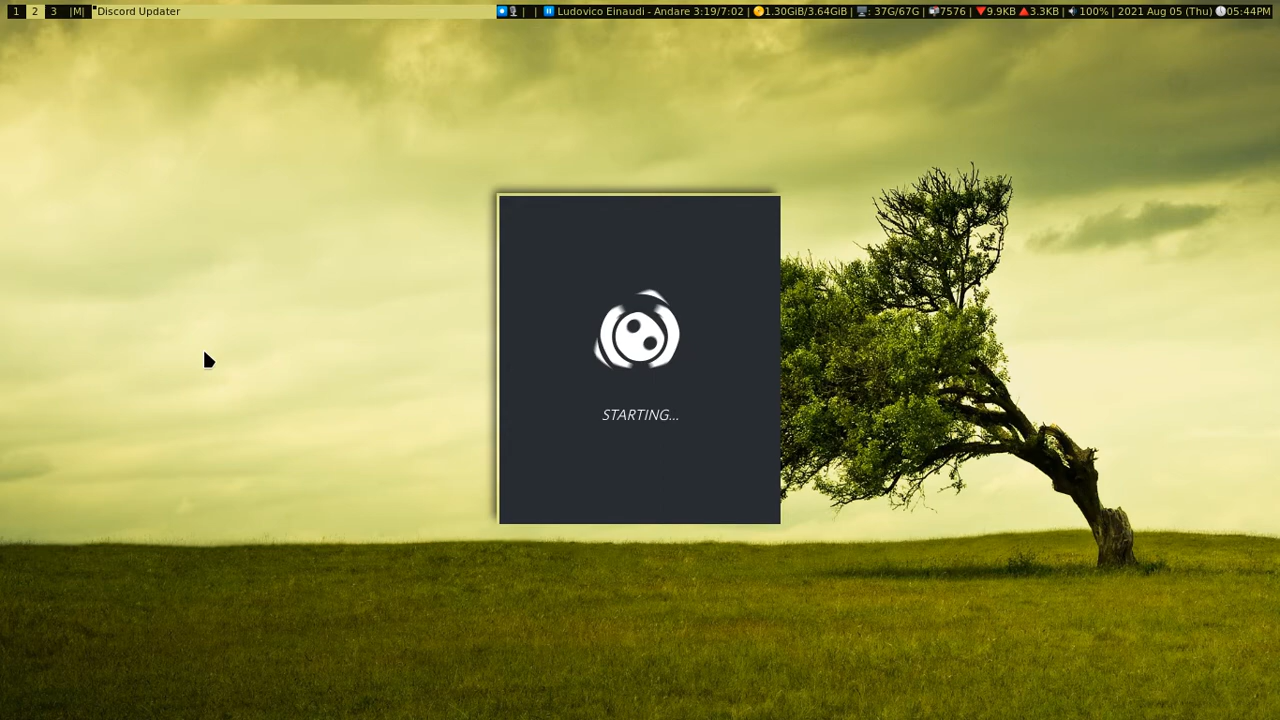 1 2 3 |M| Discord Updater | | Ludovico Einaudi - Andare 3:19/7:02 | 1.30GiB/3.64GiB | : 37G/67G | 7576 | 9.9KB 3.3KB | 100% | 2021 Aug 05 (Thu) 05:44PM
STARTING...